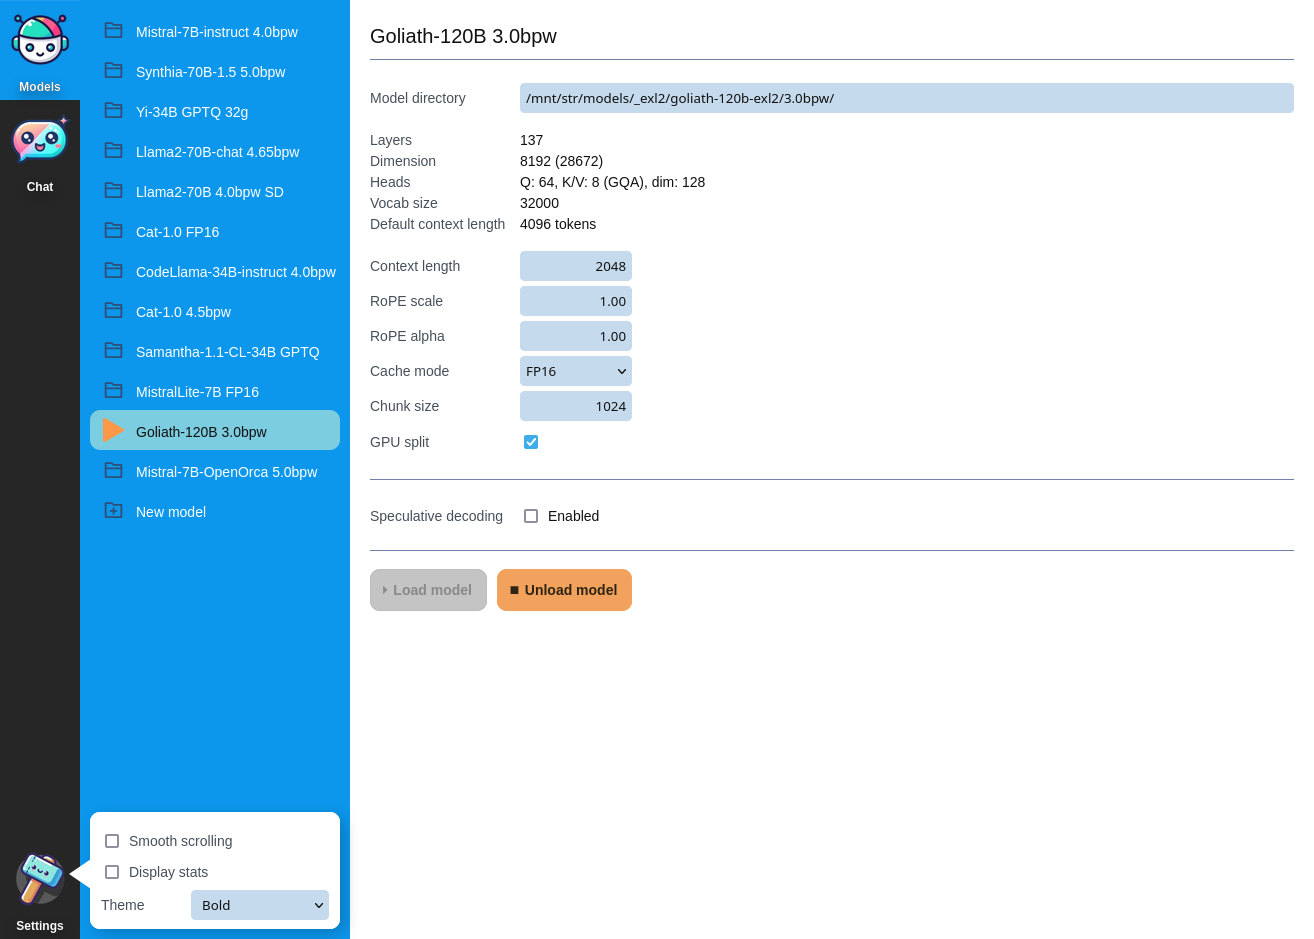 Models
Chat
Settings
Mistral-7B-instruct 4.0bpw
Synthia-70B-1.5 5.0bpw
Yi-34B GPTQ 32g
Llama2-70B-chat 4.65bpw
Llama2-70B 4.0bpw SD
Cat-1.0 FP16
CodeLlama-34B-instruct 4.0bpw
Cat-1.0 4.5bpw
Samantha-1.1-CL-34B GPTQ
MistralLite-7B FP16
Goliath-120B 3.0bpw
Mistral-7B-OpenOrca 5.0bpw
New model
Smooth scrolling
Display stats
Theme Bold
Goliath-120B 3.0bpw
Model directory /mnt/str/models/_exl2/goliath-120b-exl2/3.0bpw/
Layers 137
Dimension 8192 (28672)
Heads Q: 64, K/V: 8 (GQA), dim: 128
Vocab size 32000
Default context length 4096 tokens
Context length 2048
RoPE scale 1.00
RoPE alpha 1.00
Cache mode FP16
Chunk size 1024
GPU split
Speculative decoding Enabled
Load model Unload model